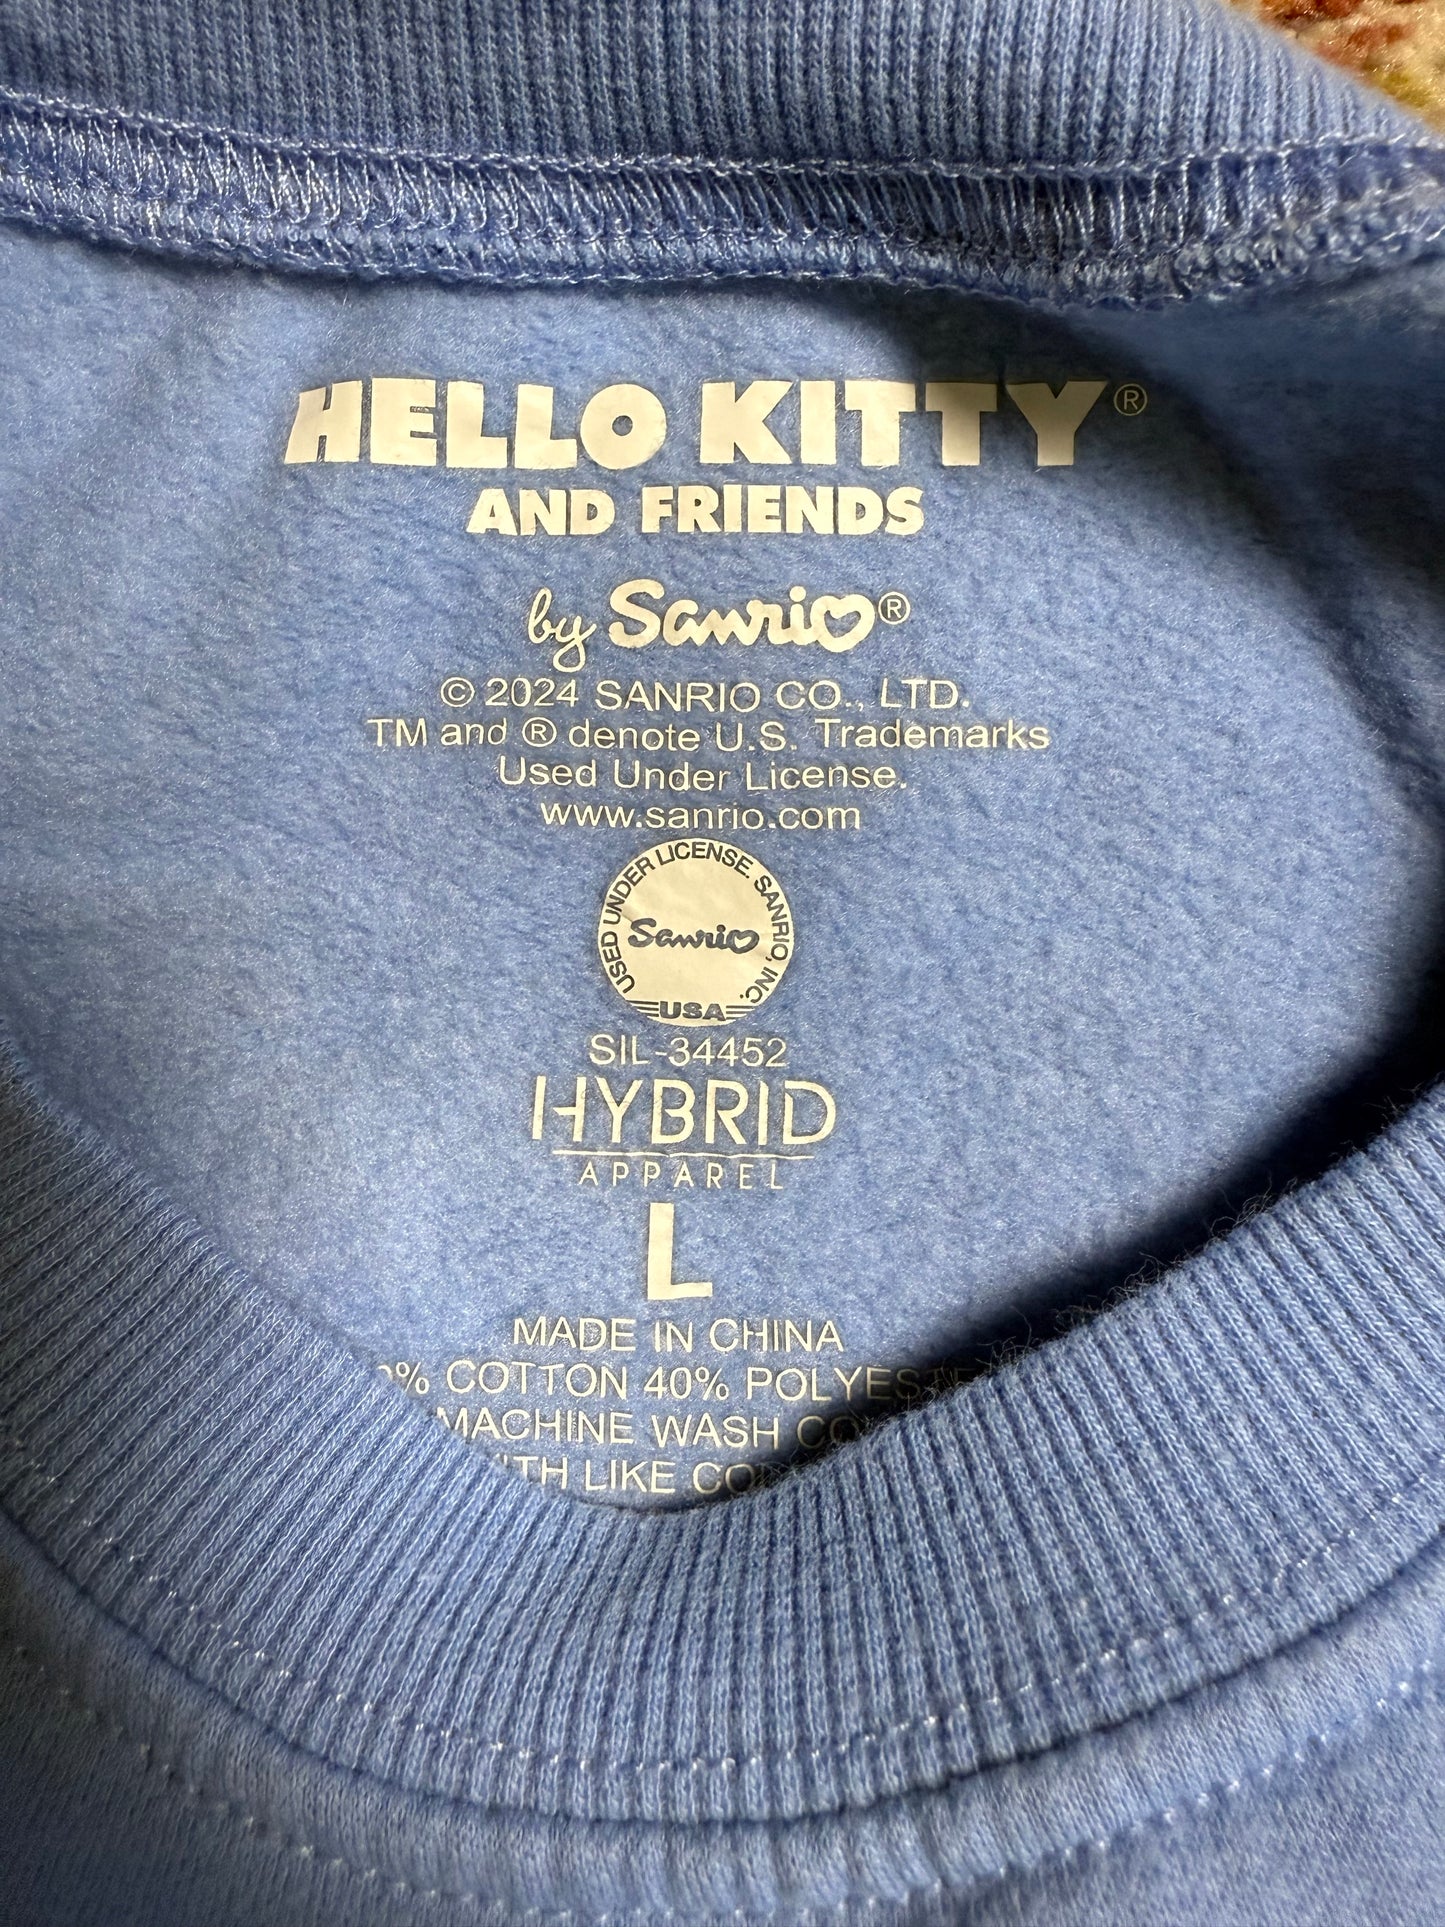 HELLO KITTY®
AND FRIENDS
by Sanrio®
© 2024 SANRIO CO., LTD.
TM and ® denote U.S. Trademarks
Used Under License.
www.sanrio.com
USED UNDER LICENSE. SANRIO, INC.
Sanrio
USA
SIL-34452
HYBRID
APPAREL
L
MADE IN CHINA
% COTTON 40% POLYESTE
MACHINE WASH
LIKE